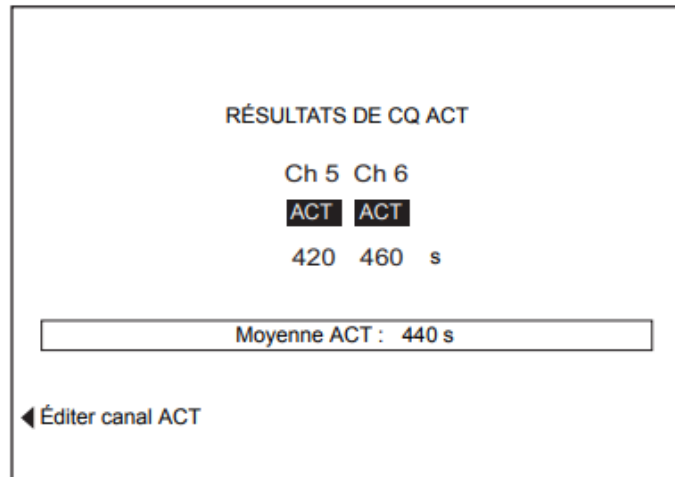 RÉSULTATS DE CQ ACT
Ch 5 Ch 6
ACT ACT
420 460 s
Moyenne ACT : 440 s
Éditer canal ACT